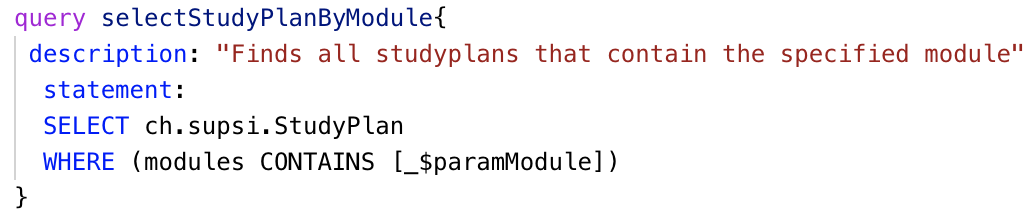 query selectStudyPlanByModule{
description: "Finds all studyplans that contain the specified module"
statement:
SELECT ch.supsi.StudyPlan
WHERE (modules CONTAINS [_$paramModule])
}